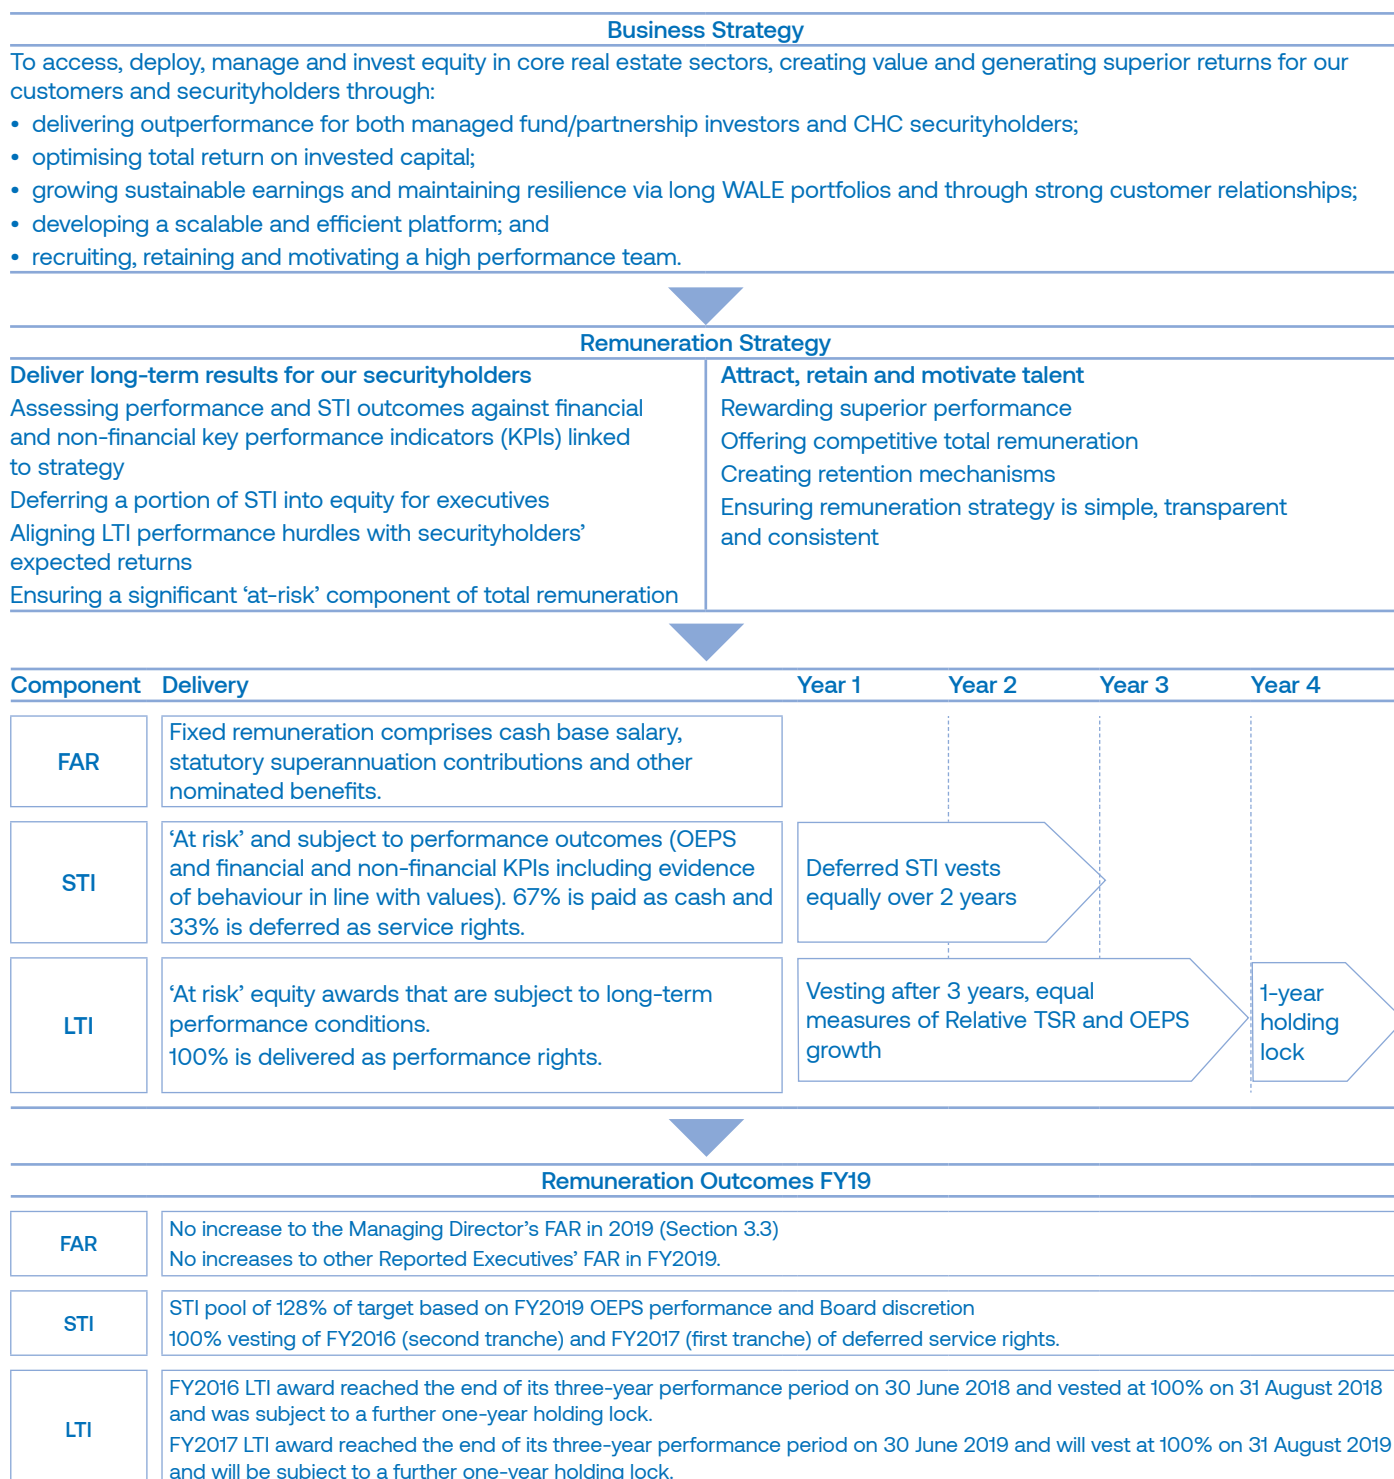 Business Strategy
To access, deploy, manage and invest equity in core real estate sectors, creating value and generating superior returns for our
customers and securityholders through:
• delivering outperformance for both managed fund/partnership investors and CHC securityholders;
• optimising total return on invested capital;
• growing sustainable earnings and maintaining resilience via long WALE portfolios and through strong customer relationships;
• developing a scalable and efficient platform; and
• recruiting, retaining and motivating a high performance team.
Remuneration Strategy
Deliver long-term results for our securityholders
Assessing performance and STI outcomes against financial
and non-financial key performance indicators (KPIs) linked
to strategy
Deferring a portion of STI into equity for executives
Aligning LTI performance hurdles with securityholders’
expected returns
Ensuring a significant ‘at-risk’ component of total remuneration
Attract, retain and motivate talent
Rewarding superior performance
Offering competitive total remuneration
Creating retention mechanisms
Ensuring remuneration strategy is simple, transparent
and consistent
Component Delivery Year 1 Year 2 Year 3 Year 4
FAR
Fixed remuneration comprises cash base salary,
statutory superannuation contributions and other
nominated benefits.
STI
‘At risk’ and subject to performance outcomes (OEPS
and financial and non-financial KPIs including evidence
of behaviour in line with values). 67% is paid as cash and
33% is deferred as service rights.
Deferred STI vests
equally over 2 years
LTI
‘At risk’ equity awards that are subject to long-term
performance conditions.
100% is delivered as performance rights.
Vesting after 3 years, equal
measures of Relative TSR and OEPS
growth
1-year
holding
lock
Remuneration Outcomes FY19
FAR
No increase to the Managing Director’s FAR in 2019 (Section 3.3)
No increases to other Reported Executives’ FAR in FY2019.
STI
STI pool of 128% of target based on FY2019 OEPS performance and Board discretion
100% vesting of FY2016 (second tranche) and FY2017 (first tranche) of deferred service rights.
LTI
FY2016 LTI award reached the end of its three-year performance period on 30 June 2018 and vested at 100% on 31 August 2018
and was subject to a further one-year holding lock.
FY2017 LTI award reached the end of its three-year performance period on 30 June 2019 and will vest at 100% on 31 August 2019
and will be subject to a further one-year holding lock.